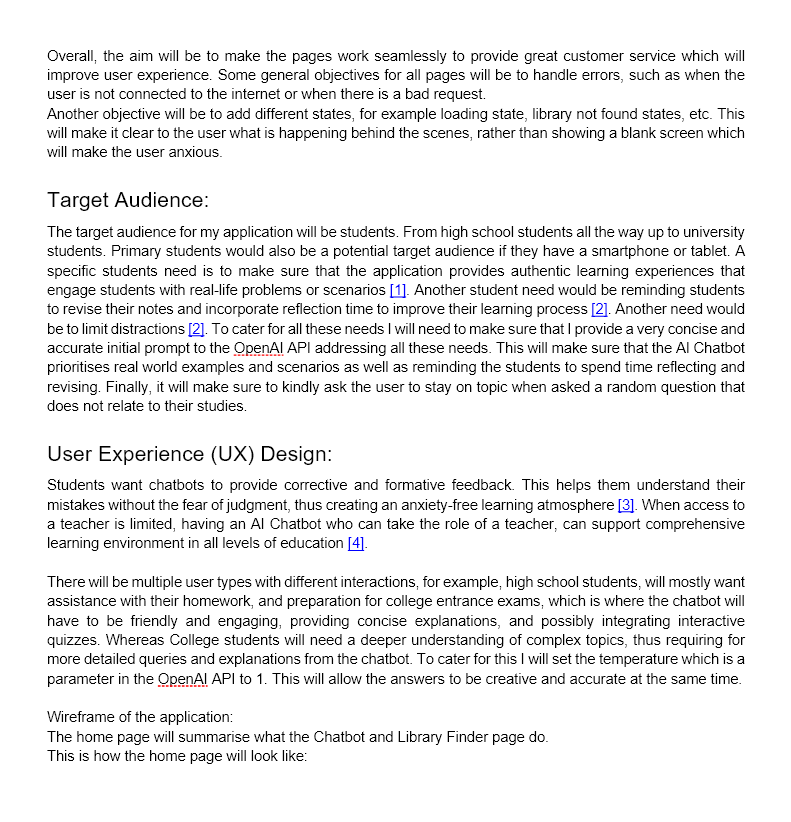 Overall, the aim will be to make the pages work seamlessly to provide great customer service which will
improve user experience. Some general objectives for all pages will be to handle errors, such as when the
user is not connected to the internet or when there is a bad request.
Another objective will be to add different states, for example loading state, library not found states, etc. This
will make it clear to the user what is happening behind the scenes, rather than showing a blank screen which
will make the user anxious.
Target Audience:
The target audience for my application will be students. From high school students all the way up to university
students. Primary students would also be a potential target audience if they have a smartphone or tablet. A
specific students need is to make sure that the application provides authentic learning experiences that
engage students with real-life problems or scenarios [1]. Another student need would be reminding students
to revise their notes and incorporate reflection time to improve their learning process [2]. Another need would
be to limit distractions [2]. To cater for all these needs I will need to make sure that I provide a very concise and
accurate initial prompt to the OpenAI API addressing all these needs. This will make sure that the AI Chatbot
prioritises real world examples and scenarios as well as reminding the students to spend time reflecting and
revising. Finally, it will make sure to kindly ask the user to stay on topic when asked a random question that
does not relate to their studies.
User Experience (UX) Design:
Students want chatbots to provide corrective and formative feedback. This helps them understand their
mistakes without the fear of judgment, thus creating an anxiety-free learning atmosphere [3]. When access to
a teacher is limited, having an AI Chatbot who can take the role of a teacher, can support comprehensive
learning environment in all levels of education [4].
There will be multiple user types with different interactions, for example, high school students, will mostly want
assistance with their homework, and preparation for college entrance exams, which is where the chatbot will
have to be friendly and engaging, providing concise explanations, and possibly integrating interactive
quizzes. Whereas College students will need a deeper understanding of complex topics, thus requiring for
more detailed queries and explanations from the chatbot. To cater for this I will set the temperature which is a
parameter in the OpenAI API to 1. This will allow the answers to be creative and accurate at the same time.
Wireframe of the application:
The home page will summarise what the Chatbot and Library Finder page do.
This is how the home page will look like: